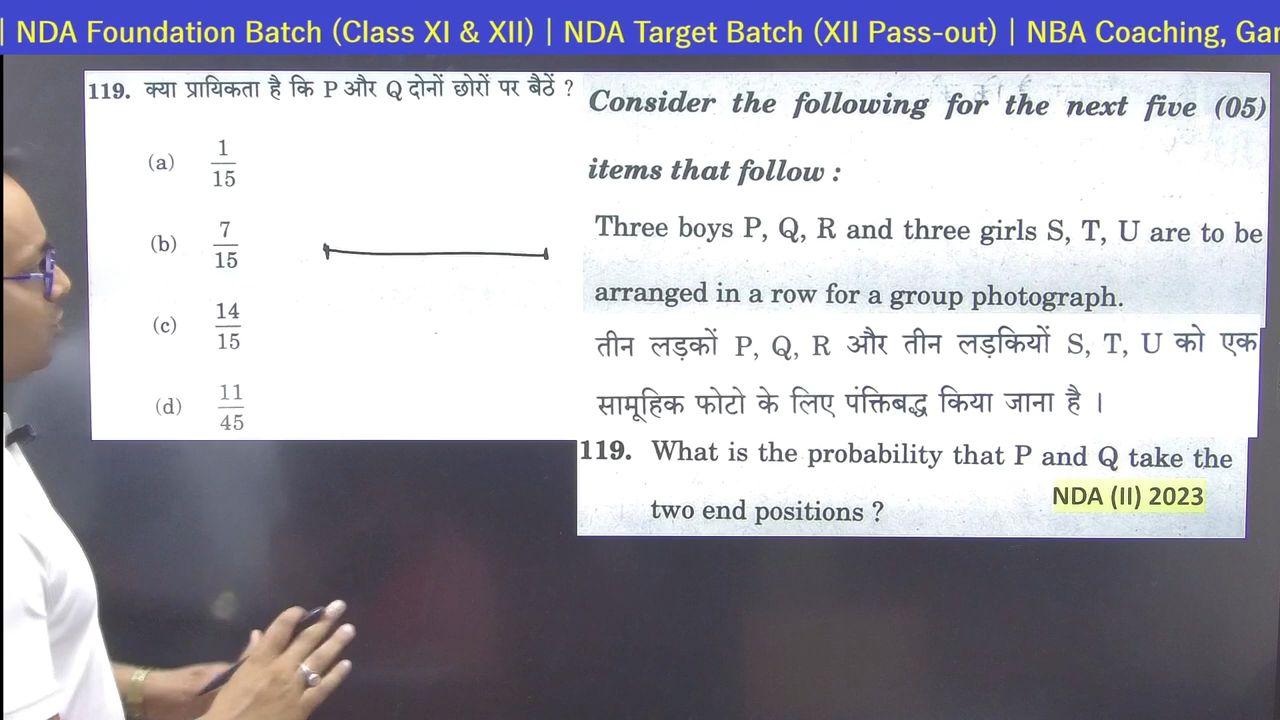 | NDA Foundation Batch (Class XI & XII) | NDA Target Batch (XII Pass-out) | NBA Coaching,
119. क्या प्रायिकता है कि P और Q दोनों छोरों पर बैठें ?
(a) 1/15
(b) 7/15
(c) 14/15
(d) 11/45
Consider the following for the next five (05)
items that follow :
Three boys P, Q, R and three girls S, T, U are to be
arranged in a row for a group photograph.
तीन लड़कों P, Q, R और तीन लड़कियों S, T, U को एक
सामूहिक फोटो के लिए पंक्तिबद्ध किया जाना है ।
119. What is the probability that P and Q take the
two end positions ?
NDA (II) 2023